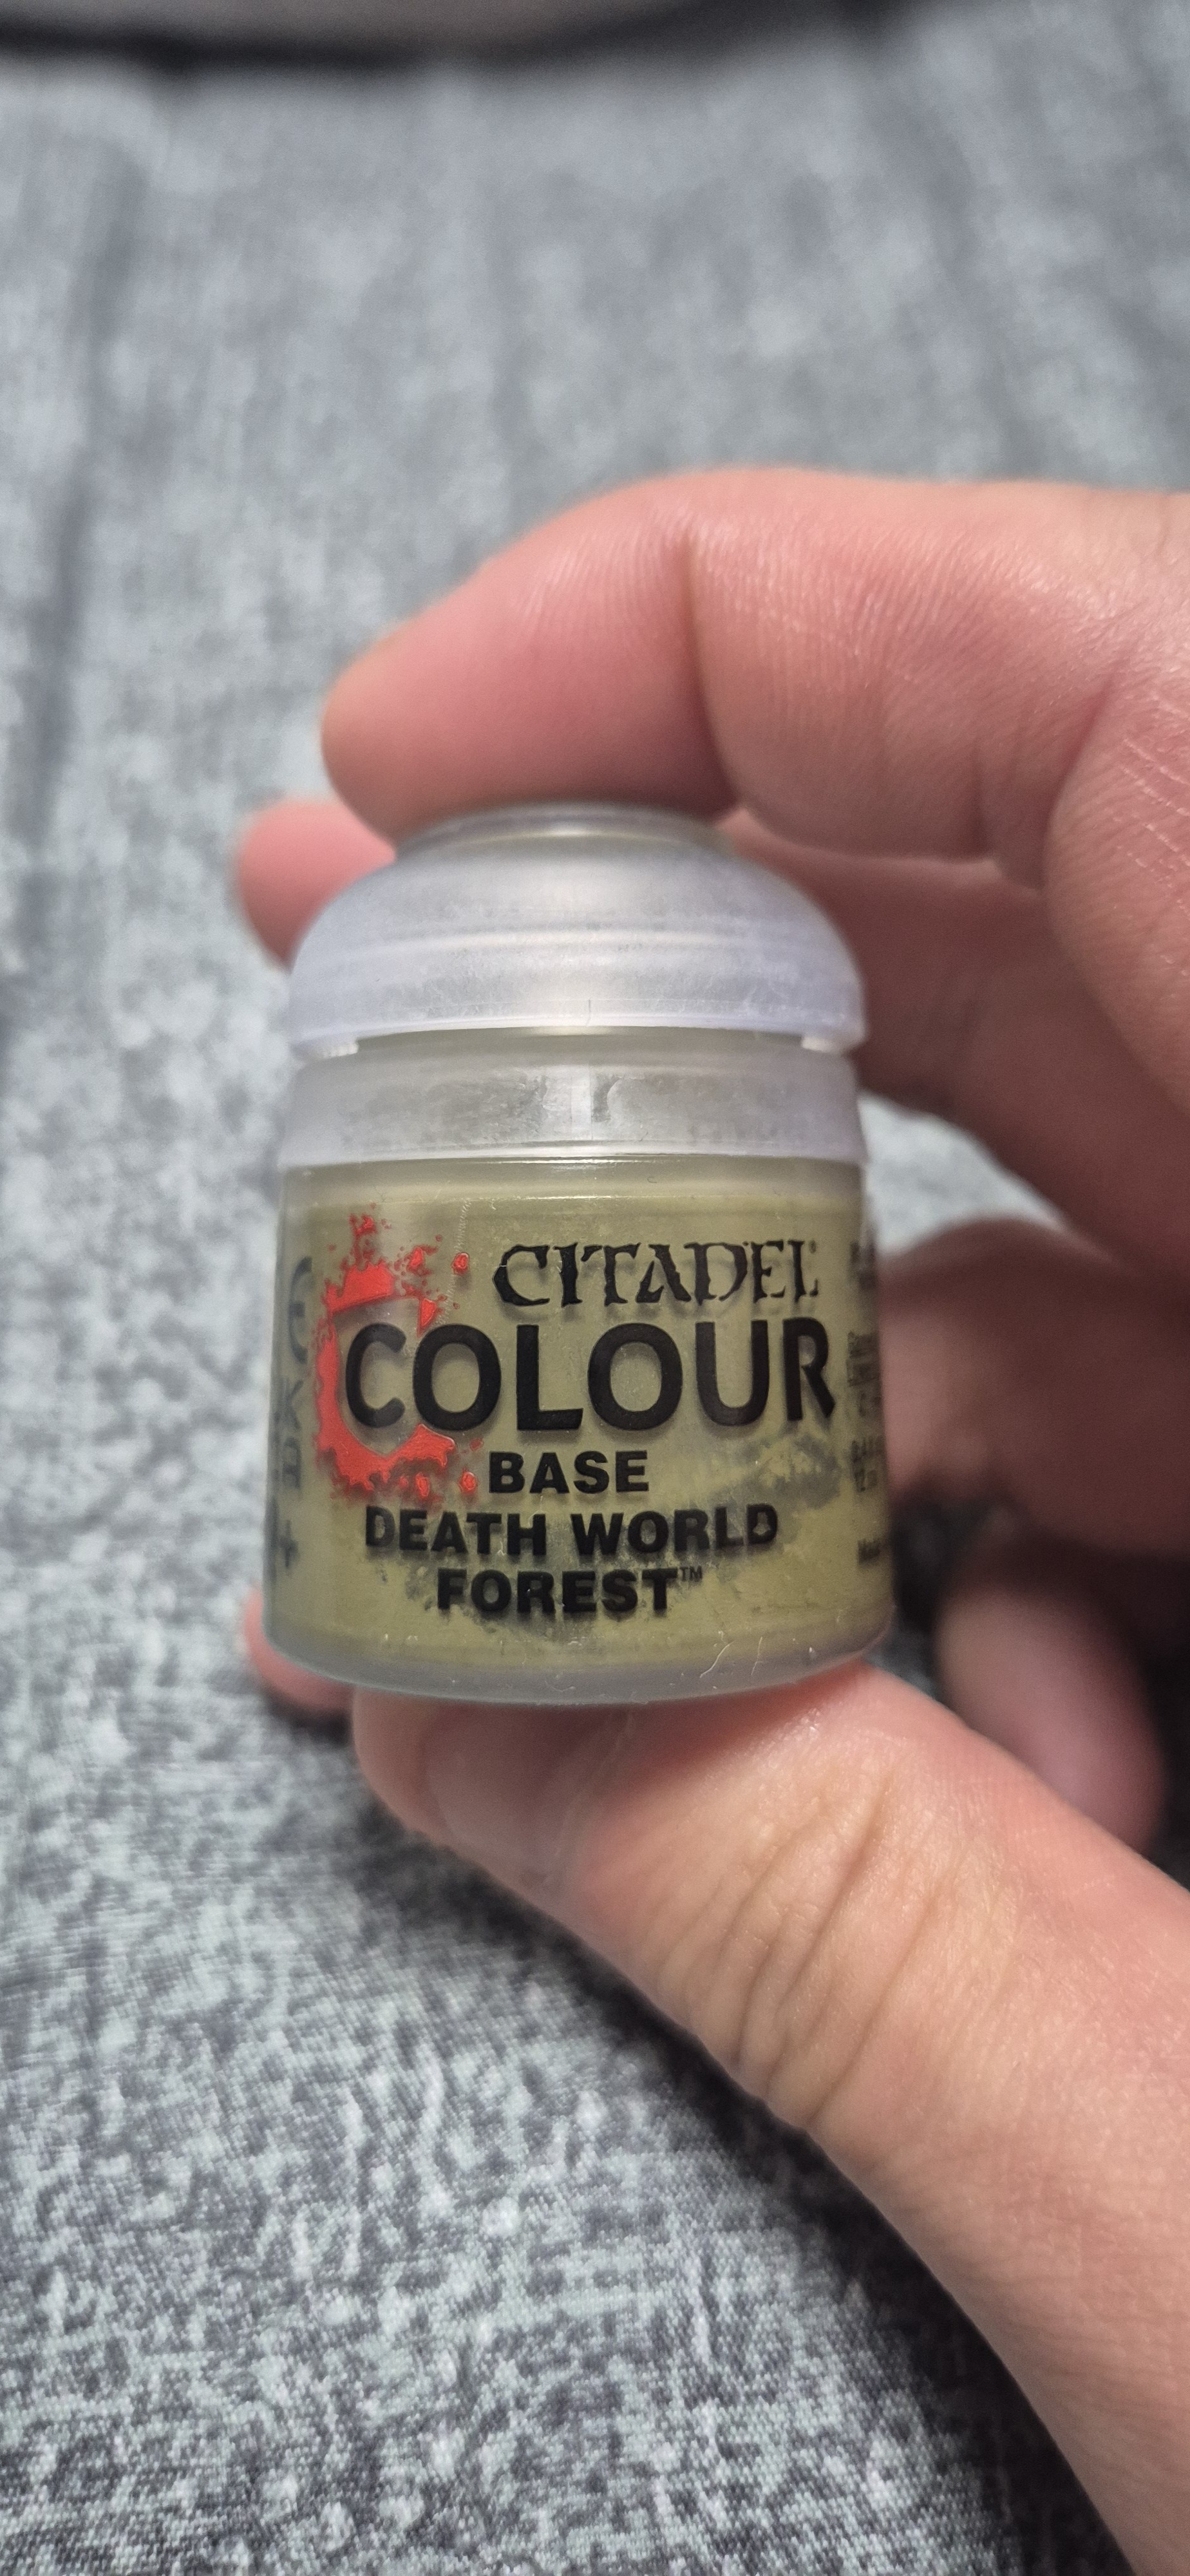 CITADEL
COLOUR
BASE
DEATH WORLD
FOREST™